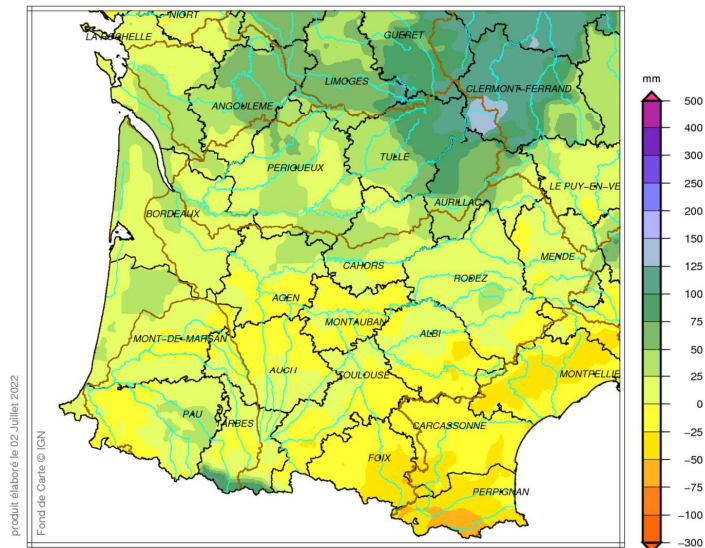 NIORT
LA ROCHELLE
GUERET
LIMOGES
CLERMONT-FERRAND
ANGOULEME
TULLE
PERIGUEUX
LE PUY-EN-VE
AURILLAC
BORDEAUX
MENDE
CAHORS
RODEZ
AGEN
MONTAUBAN
ALBI
MONT-DE-MARSAN
AUCH
TOULOUSE
MONTPELLIE
PAU
TARBES
CARCASSONNE
FOIX
PERPIGNAN
mm
500
400
300
250
200
150
100
75
50
25
0
-25
-50
-75
-100
-300
produit élaboré le 02 Juillet 2022
Fond de Carte © IGN